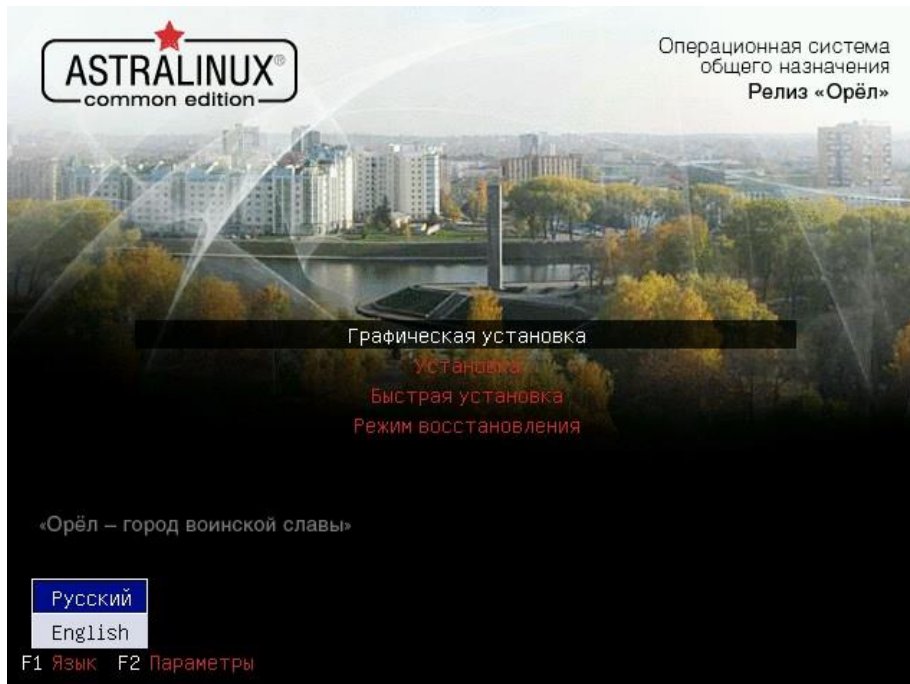 ASTRALINUX®
common edition
Операционная система
общего назначения
Релиз «Орёл»
Графическая установка
Установка
Быстрая установка
Режим восстановления
«Орёл – город воинской славы»
Русский
English
F1 Язык F2 Параметры